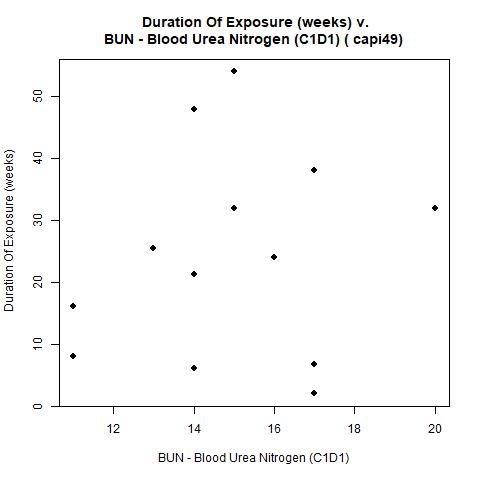 Duration Of Exposure (weeks) v.
BUN - Blood Urea Nitrogen (C1D1) ( capi49)
Duration Of Exposure (weeks)
50
40
30
20
10
0
12 14 16 18 20
BUN - Blood Urea Nitrogen (C1D1)